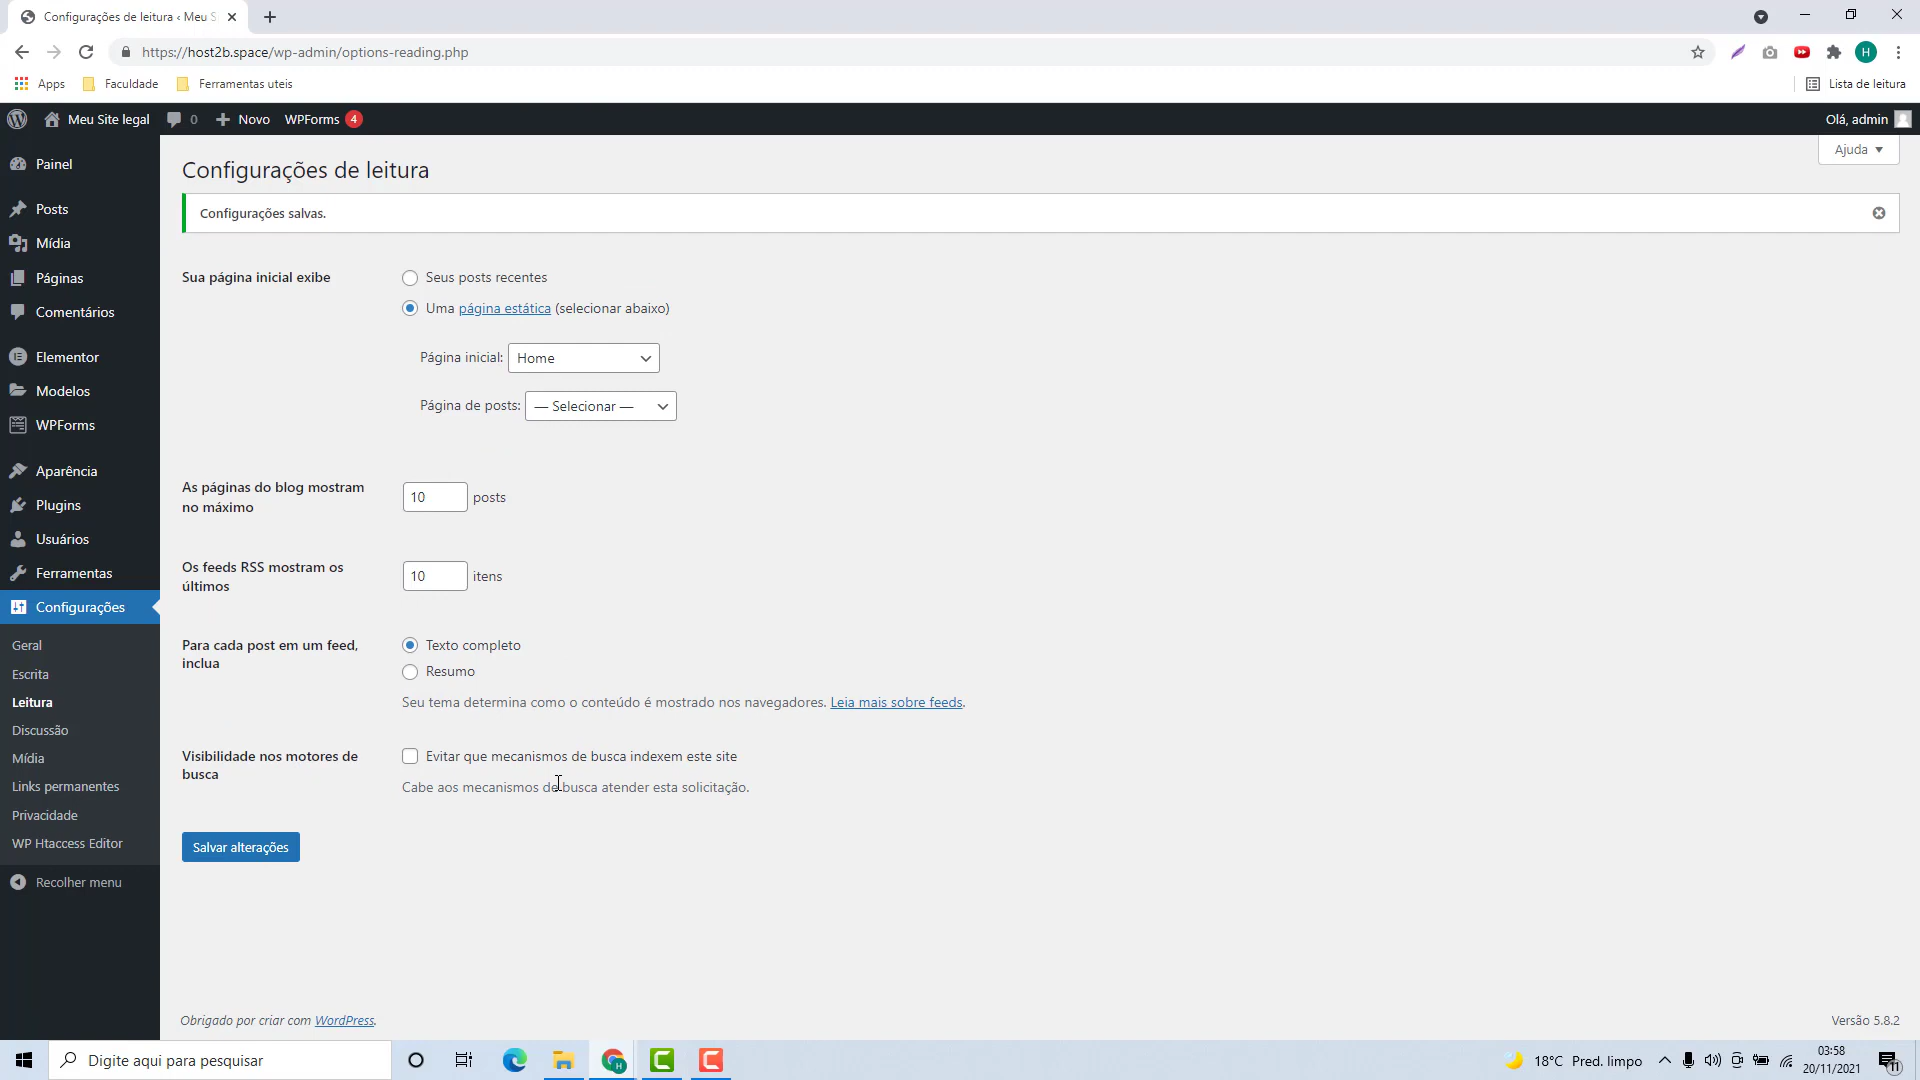 Configurações de leitura ‹ Meu S
https://host2b.space/wp-admin/options-reading.php
H
Apps
Faculdade
Ferramentas uteis
Lista de leitura
Meu Site legal
0
Novo
WPForms 4
Olá, admin
Ajuda
Painel
Posts
Mídia
Páginas
Comentários
Elementor
Modelos
WPForms
Aparência
Plugins
Usuários
Ferramentas
Configurações
Geral
Escrita
Leitura
Discussão
Mídia
Links permanentes
Privacidade
WP Htaccess Editor
Recolher menu
Configurações de leitura
Configurações salvas.
Sua página inicial exibe
Seus posts recentes
Uma página estática (selecionar abaixo)
Página inicial: Home
Página de posts: — Selecionar —
As páginas do blog mostram
no máximo
10 posts
Os feeds RSS mostram os
últimos
10 itens
Para cada post em um feed,
inclua
Texto completo
Resumo
Seu tema determina como o conteúdo é mostrado nos navegadores. Leia mais sobre feeds.
Visibilidade nos motores de
busca
Evitar que mecanismos de busca indexem este site
Cabe aos mecanismos de busca atender esta solicitação.
Salvar alterações
Obrigado por criar com WordPress.
Versão 5.8.2
Digite aqui para pesquisar
18°C Pred. limpo
03:58
20/11/2021
11